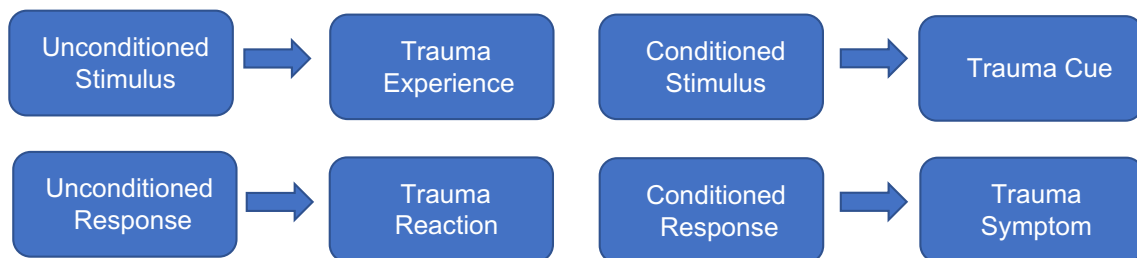 Unconditioned
Stimulus
Trauma
Experience
Conditioned
Stimulus
Trauma Cue
Unconditioned
Response
Trauma
Reaction
Conditioned
Response
Trauma
Symptom